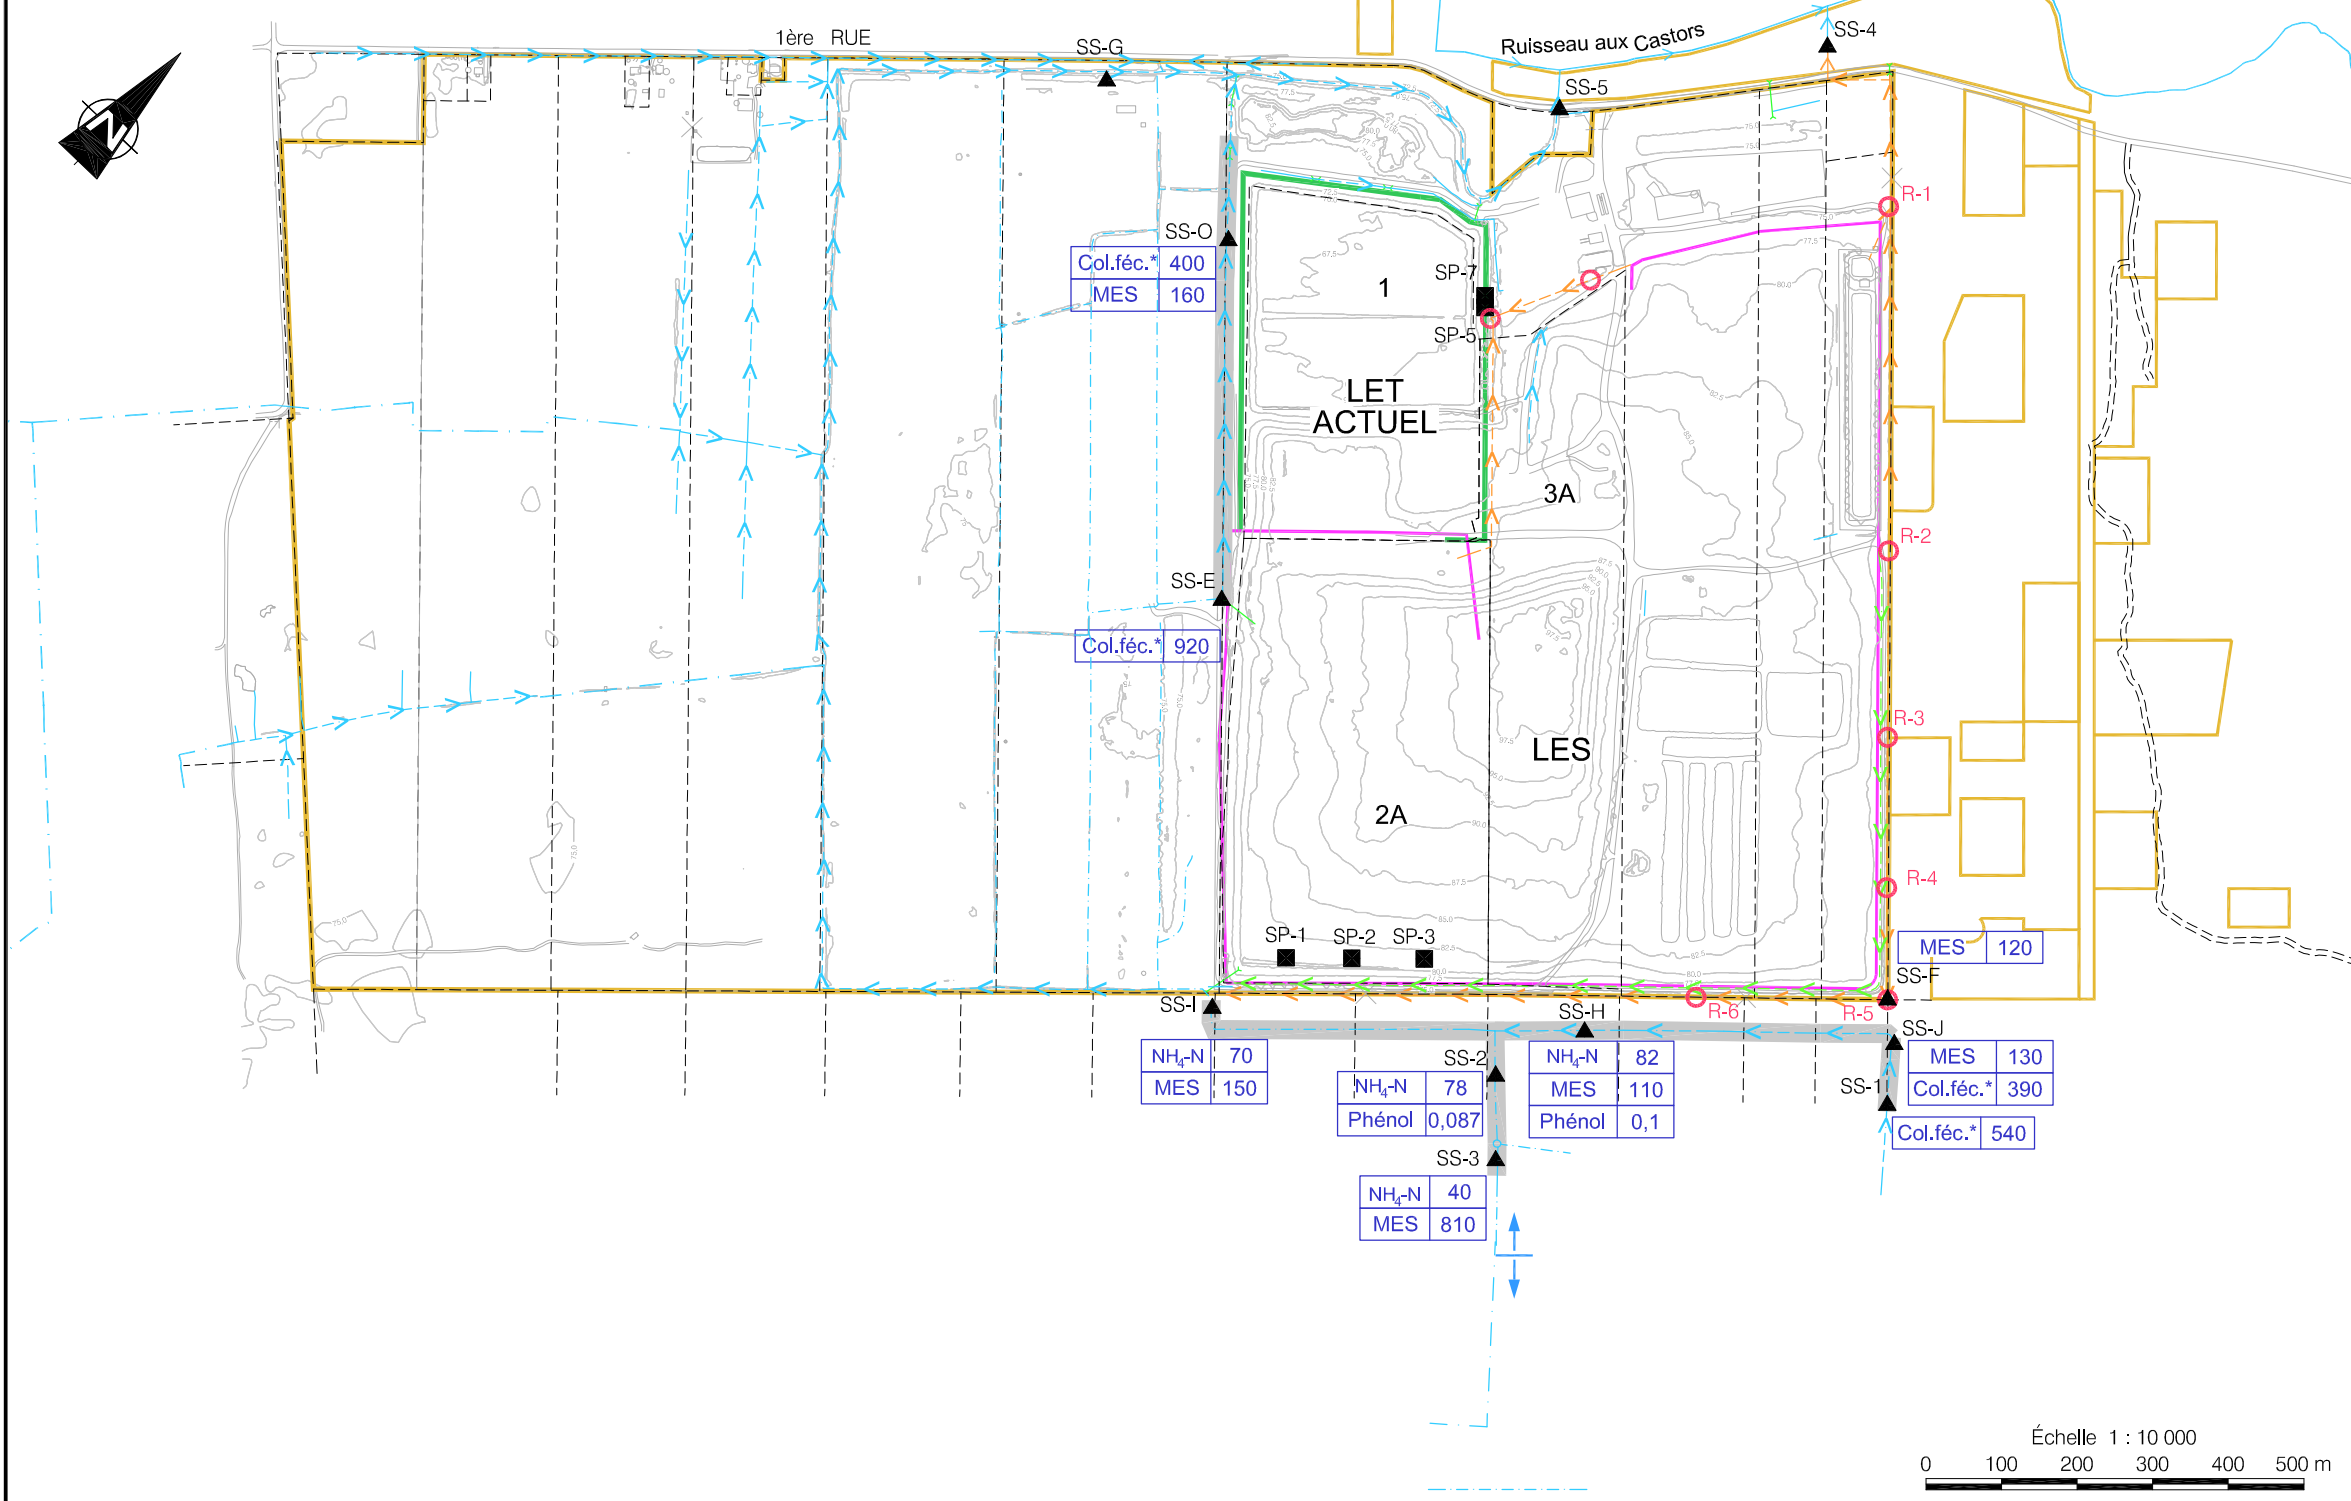 1ère RUE
SS-G
Ruisseau aux Castors
SS-4
SS-5
N
R-1
SS-O
Col.féc.* 400
MES 160
1
SP-7
SP-5
LET
ACTUEL
3A
R-2
SS-E
Col.féc.* 920
R-3
LES
2A
R-4
SP-1
SP-2
SP-3
MES 120
SS-F
SS-I
R-6
R-5
SS-H
SS-J
NH4-N 70
MES 150
SS-2
NH4-N 78
Phénol 0,087
NH4-N 82
MES 110
Phénol 0,1
MES 130
Col.féc.* 390
SS-1
Col.féc.* 540
SS-3
NH4-N 40
MES 810
Échelle 1 : 10 000
0 100 200 300 400 500 m